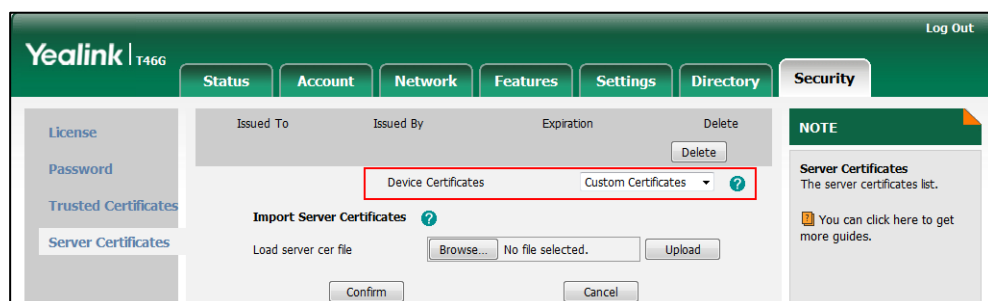 Log Out
Yealink T46G
Status Account Network Features Settings Directory Security
License
Password
Trusted Certificates
Server Certificates
Issued To Issued By Expiration Delete
Delete
Device Certificates Custom Certificates ?
Import Server Certificates ?
Load server cer file Browse... No file selected. Upload
Confirm Cancel
NOTE
Server Certificates
The server certificates list.
? You can click here to get
more guides.